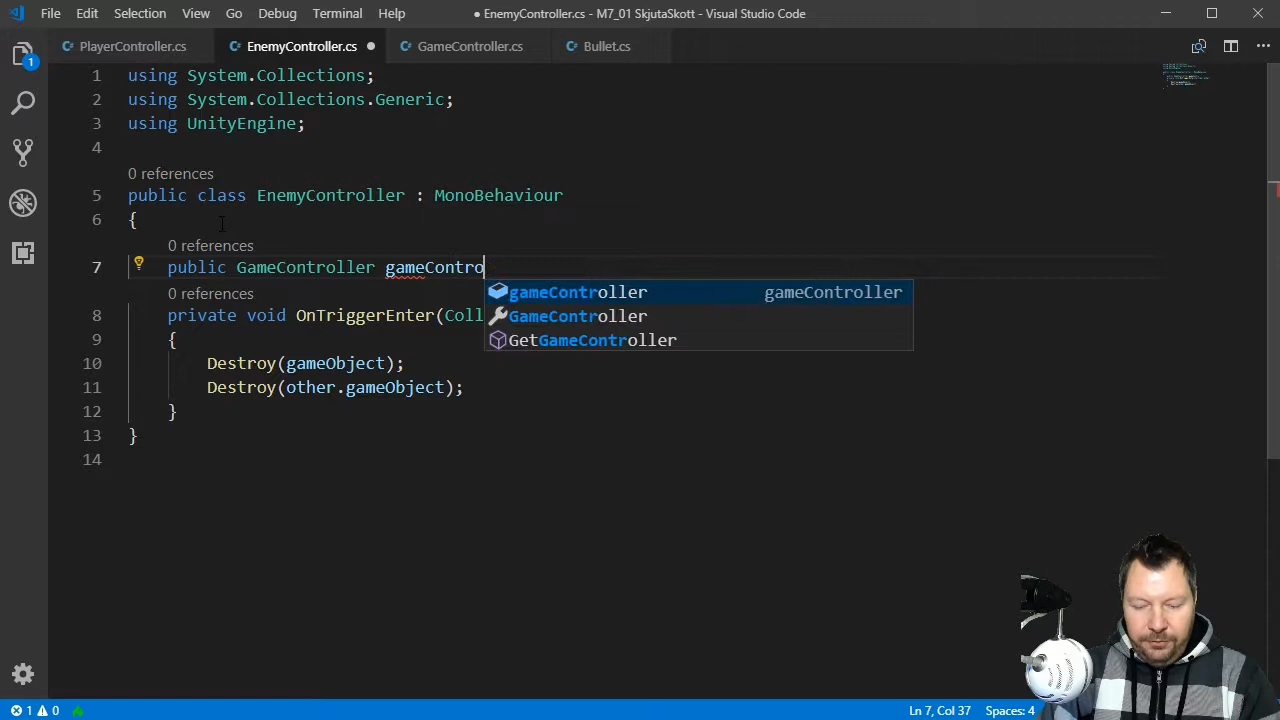 File Edit Selection View Go Debug Terminal Help
● EnemyController.cs - M7_01 SkjutaSkott - Visual Studio Code
PlayerController.cs EnemyController.cs GameController.cs Bullet.cs
1
1 using System.Collections;
2 using System.Collections.Generic;
3 using UnityEngine;
4
0 references
5 public class EnemyController : MonoBehaviour
6 {
0 references
7 public GameController gameContro
gameController gameController
GameController
GetGameController
0 references
8 private void OnTriggerEnter(Coll
9 {
10 Destroy(gameObject);
11 Destroy(other.gameObject);
12 }
13 }
14
1 0
Ln 7, Col 37 Spaces: 4